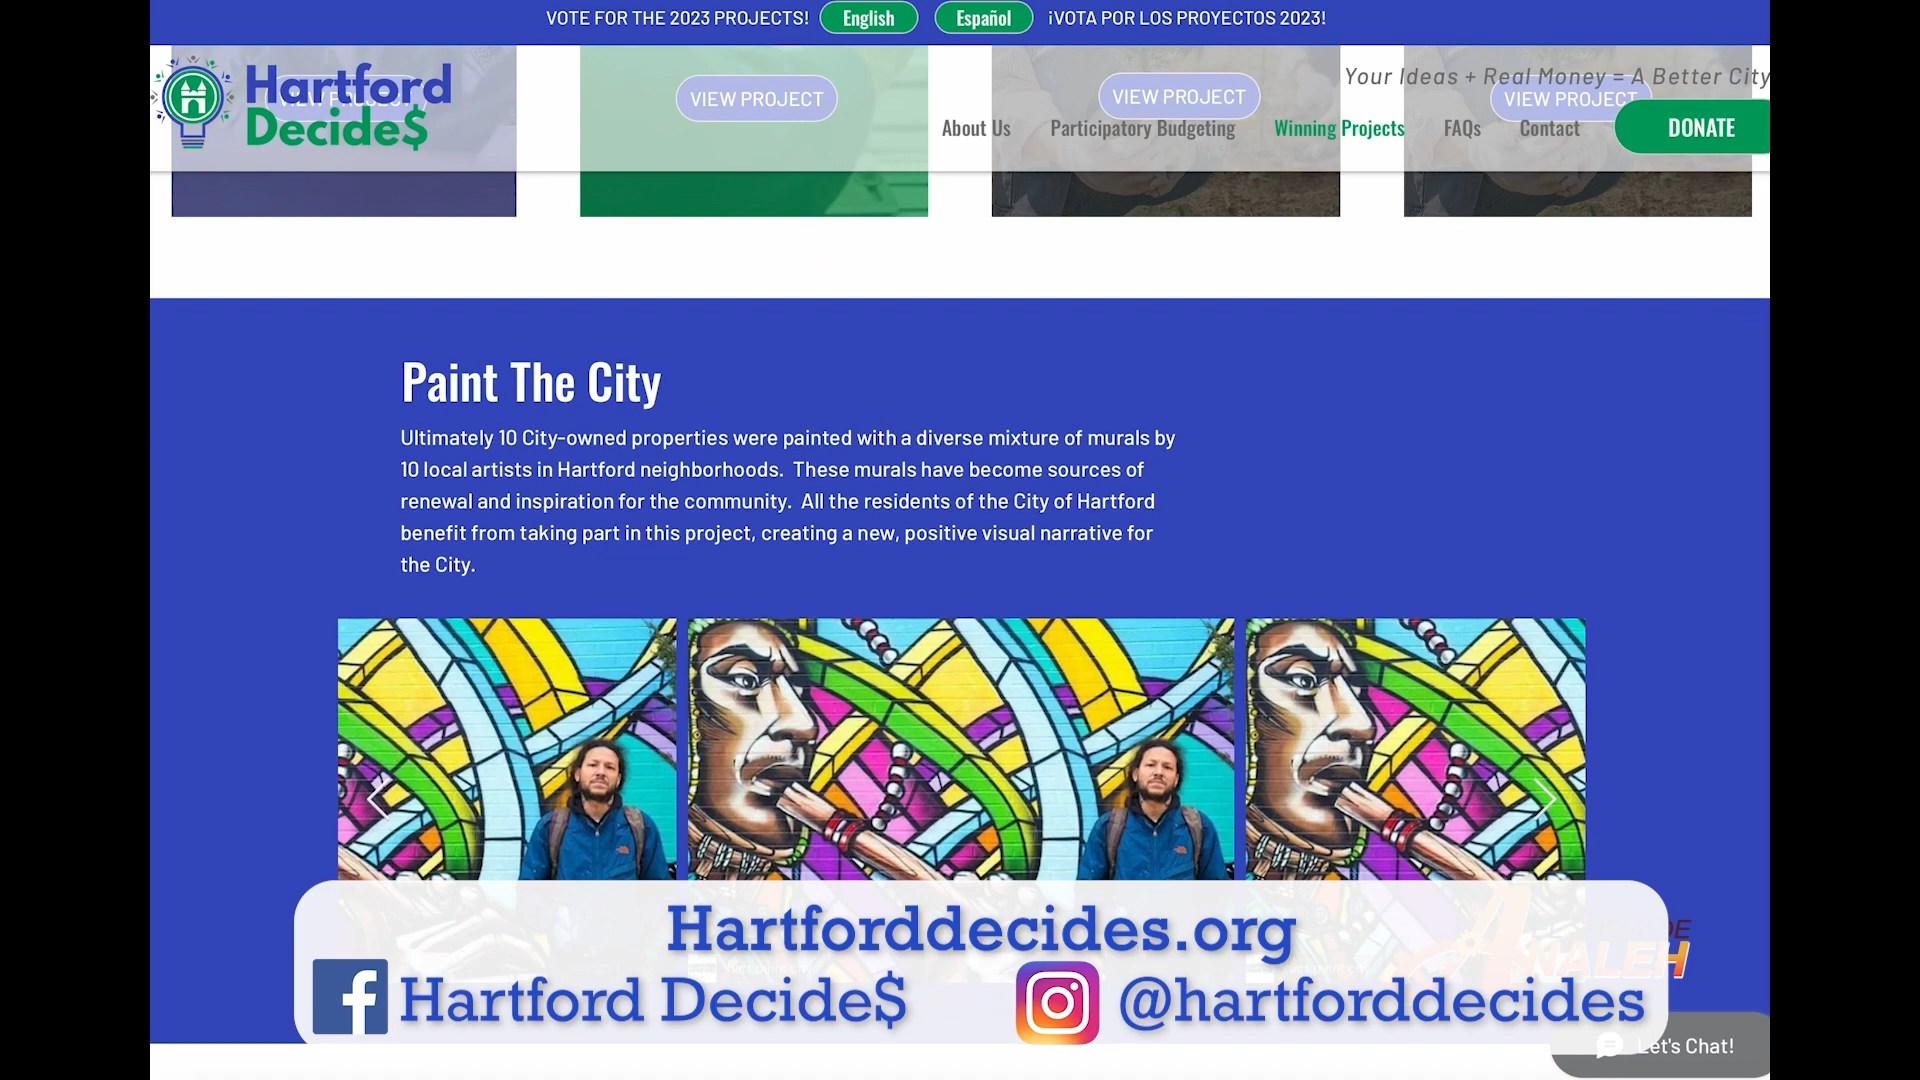 VOTE FOR THE 2023 PROJECTS! English Español ¡VOTA POR LOS PROYECTOS 2023!
Hartford
Decide$
Your Ideas + Real Money = A Better City
VIEW PROJECT
VIEW PROJECT
VIEW PROJECT
VIEW PROJECT
About Us Participatory Budgeting Winning Projects FAQs Contact DONATE
Paint The City
Ultimately 10 City-owned properties were painted with a diverse mixture of murals by
10 local artists in Hartford neighborhoods. These murals have become sources of
renewal and inspiration for the community. All the residents of the City of Hartford
benefit from taking part in this project, creating a new, positive visual narrative for
the City.
Hartforddecides.org
Hartford Decide$ @hartforddecides
Let's Chat!